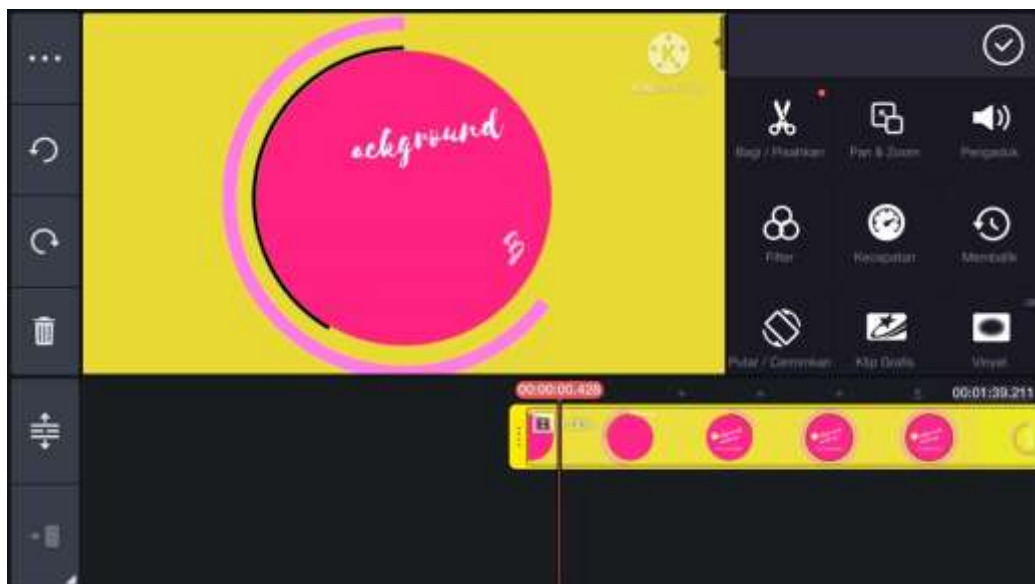 K
ackground
B
Bagi / Pisahkan
Pan & Zoom
Pengaduk
Filter
Kecepatan
Membalik
Putar / Cerminkan
Klip Grafis
Vinyet
00:00:00.428
00:01:39.211